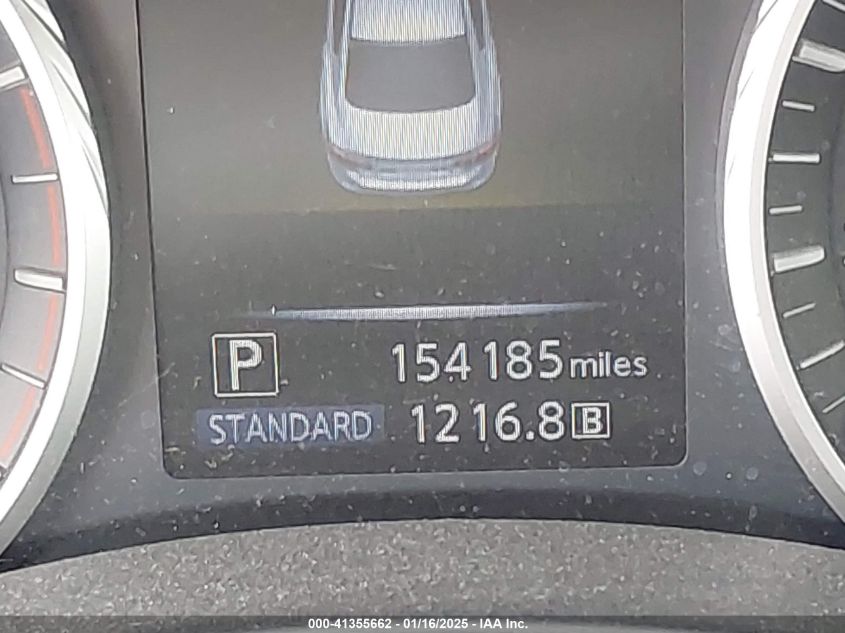 P 154185 miles
STANDARD 1216.8 B
000-41355662 - 01/16/2025 - IAA Inc.